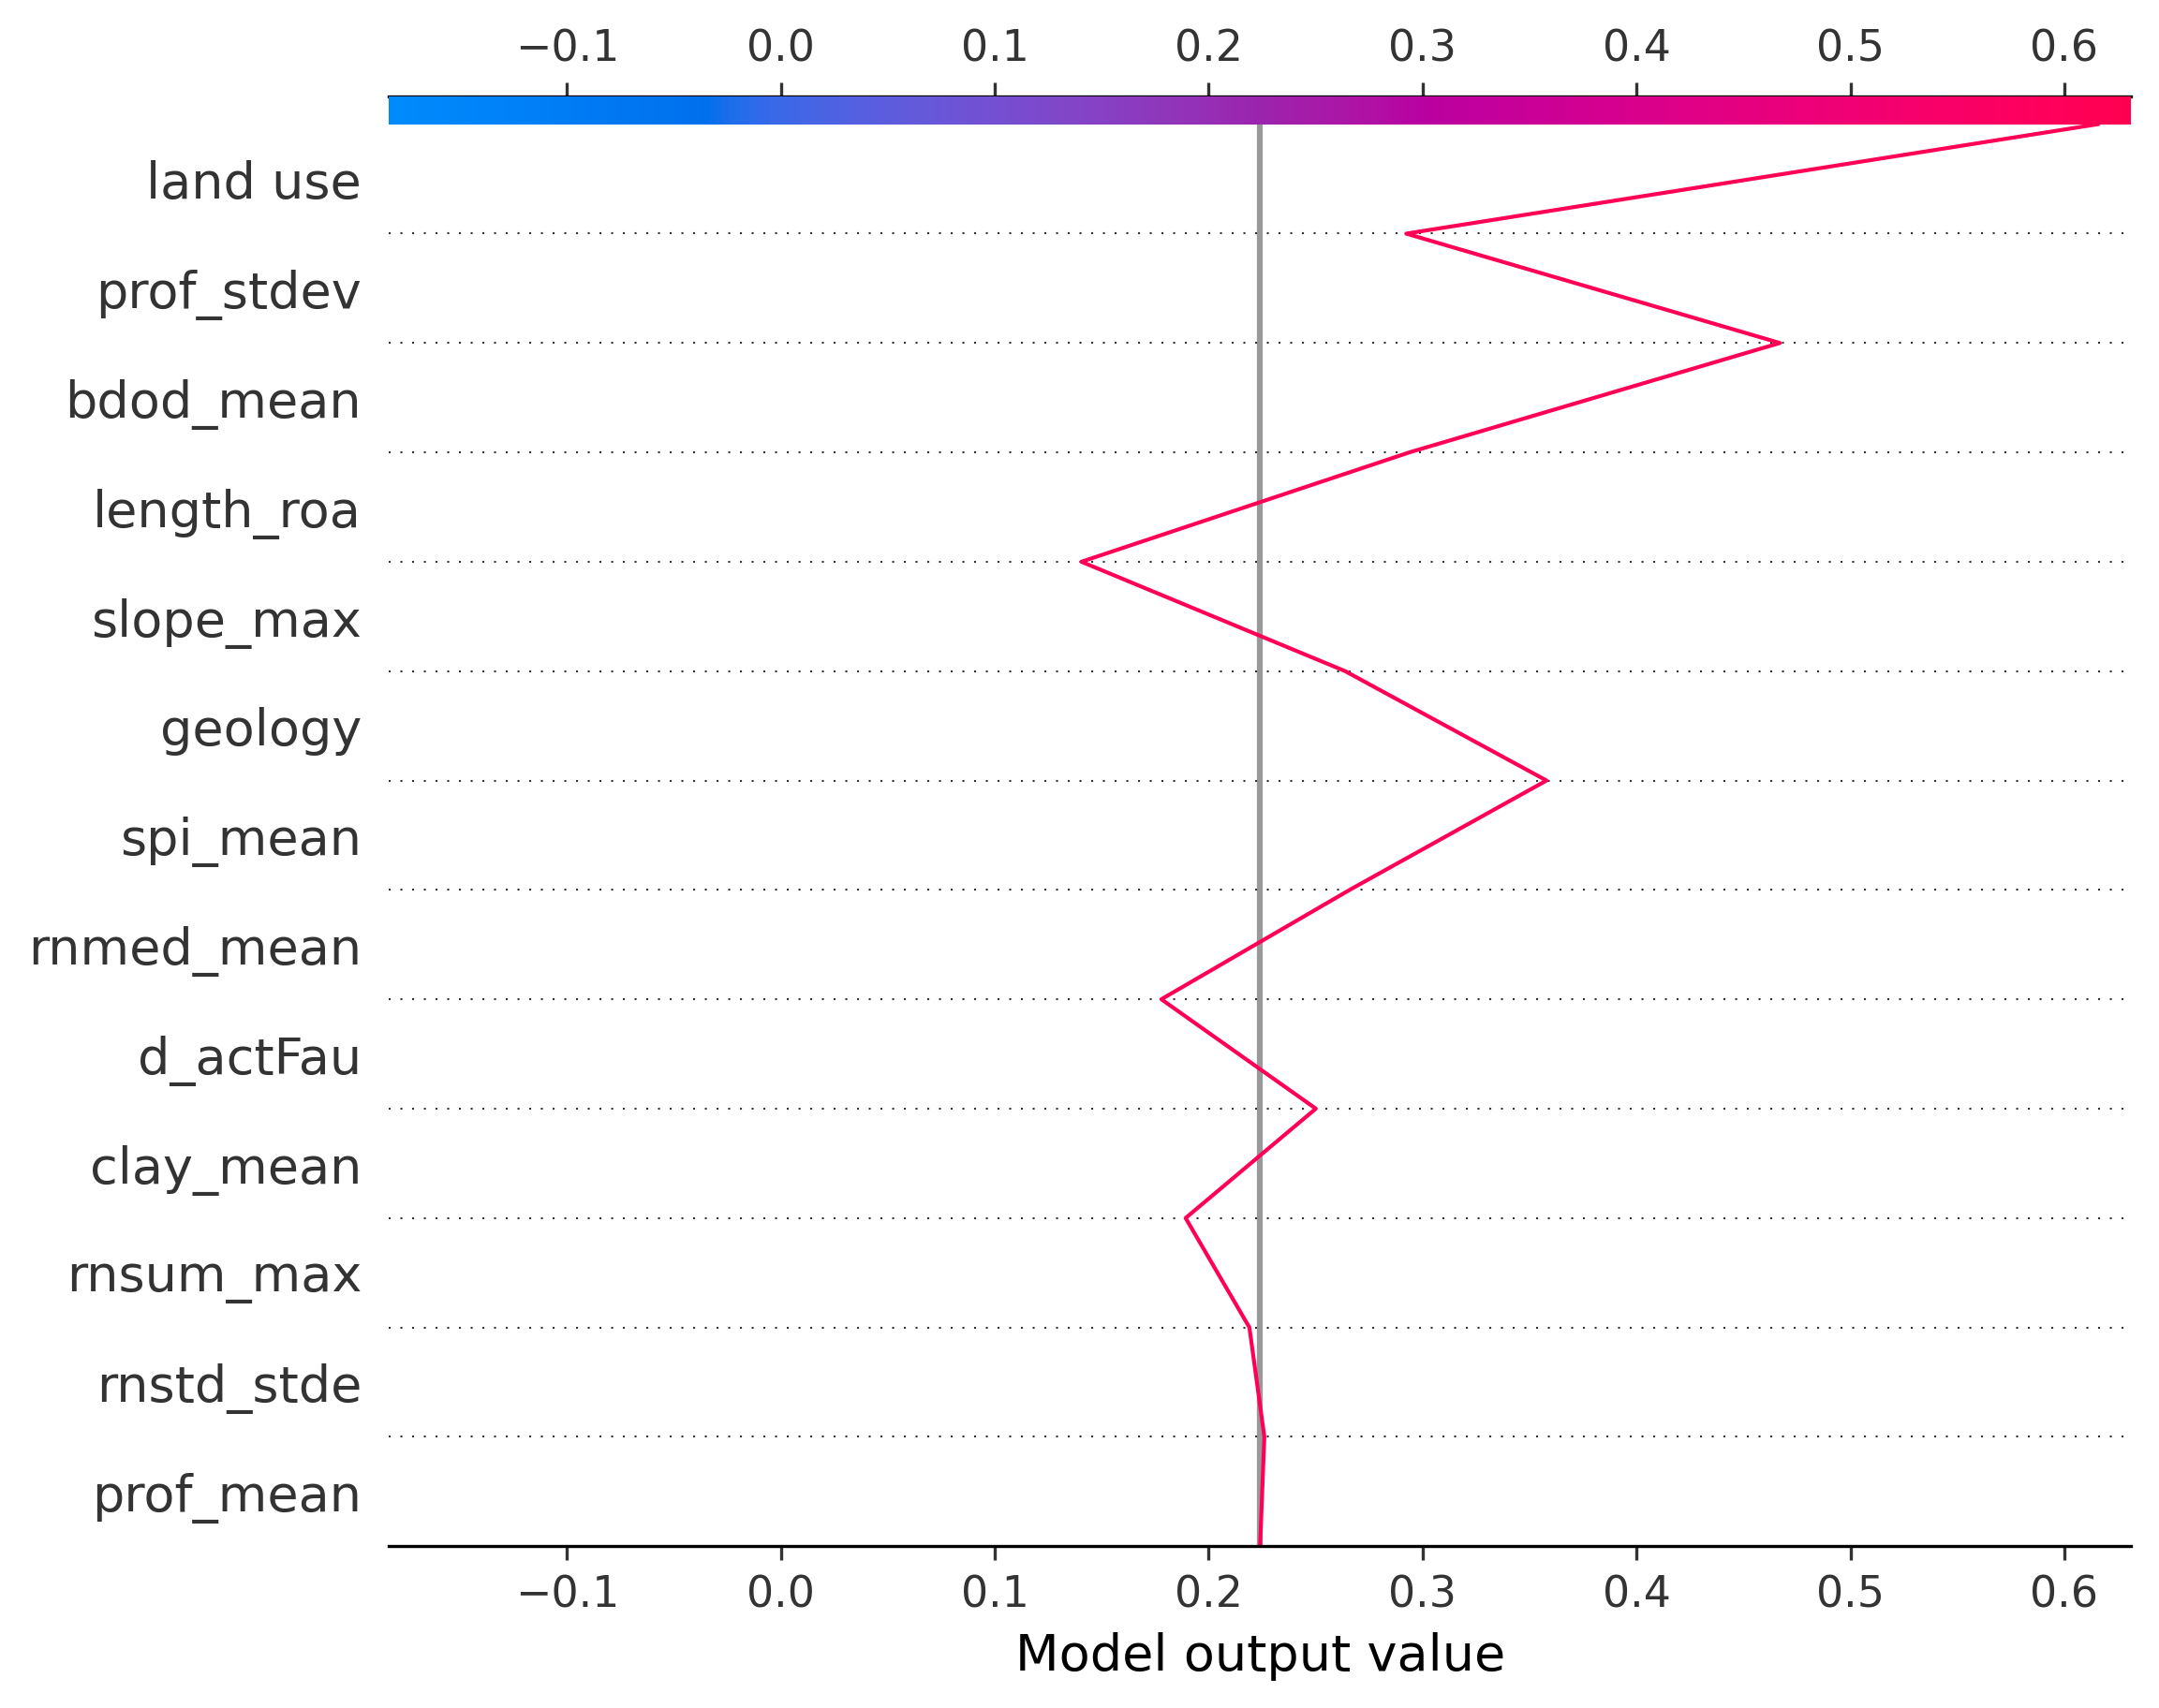 −0.1 0.0 0.1 0.2 0.3 0.4 0.5 0.6
land use
prof_stdev
bdod_mean
length_roa
slope_max
geology
spi_mean
rnmed_mean
d_actFau
clay_mean
rnsum_max
rnstd_stde
prof_mean
−0.1 0.0 0.1 0.2 0.3 0.4 0.5 0.6
Model output value